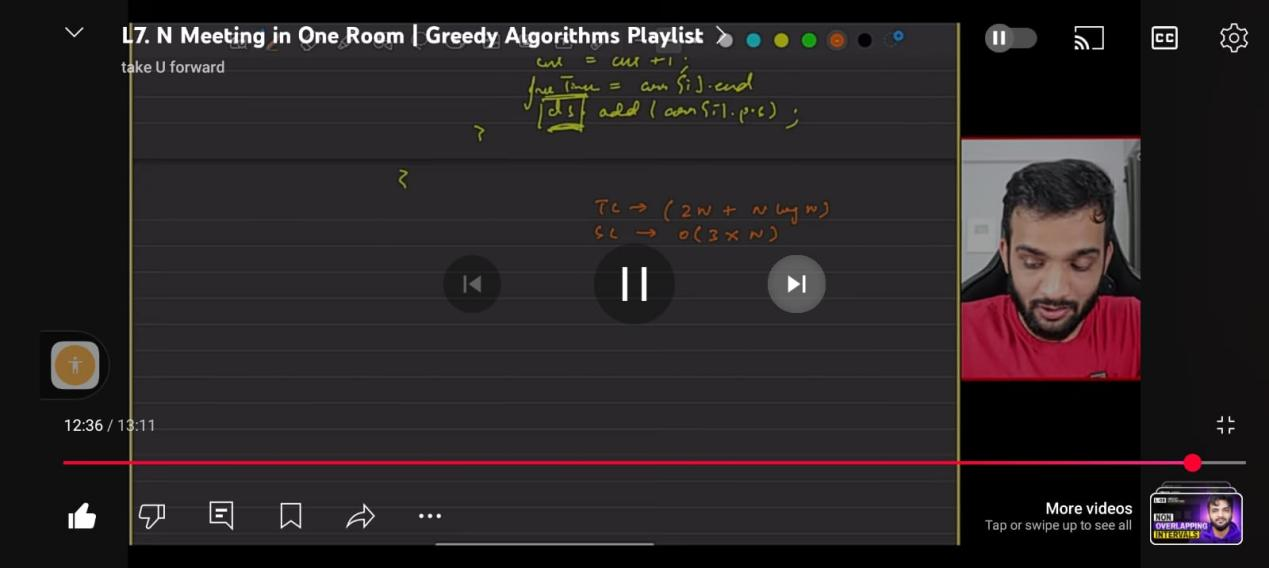 L7. N Meeting in One Room | Greedy Algorithms Playlist
take U forward
CC
cnt = cnt +1;
freeTime = arr[i].end
ds. add(arr[i].pos);
}
}
TC → (2N + N log N)
SC → O(3 × N)
12:36 / 13:11
More videos
Tap or swipe up to see all
NON
OVERLAPPING
INTERVALS